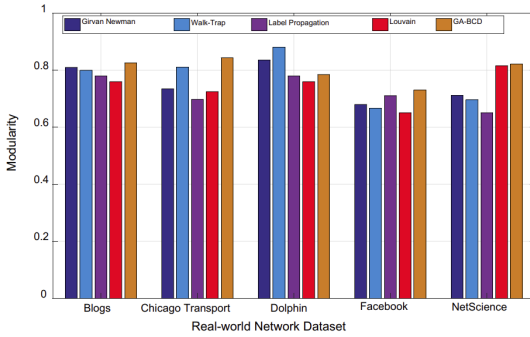 1
Girvan Newman Walk-Trap Label Propagation Louvain GA-BCD
0.8
0.6
0.4
0.2
0
Modularity
Blogs Chicago Transport Dolphin Facebook NetScience
Real-world Network Dataset